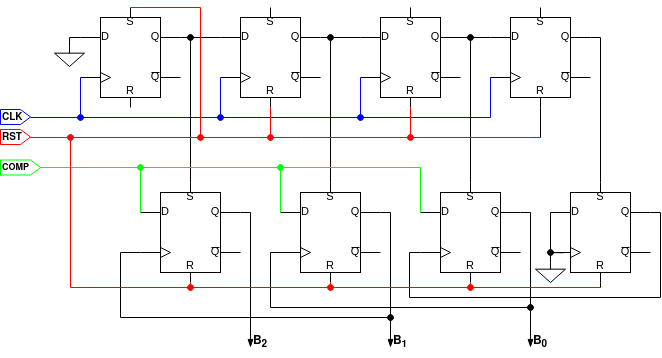 S S S S
D Q D Q D Q D Q
Q Q Q Q
R R R R
CLK
RST
COMP
S S S S
D Q D Q D Q D Q
Q Q Q Q
R R R R
B2 B1 B0